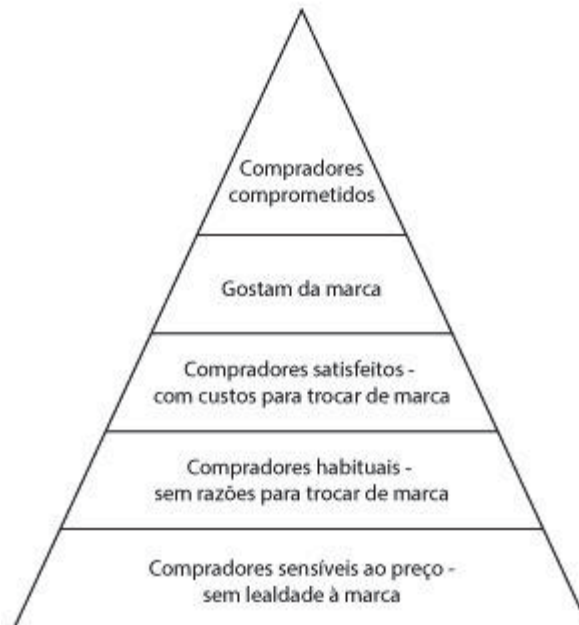 Compradores
comprometidos
Gostam da marca
Compradores satisfeitos -
com custos para trocar de marca
Compradores habituais -
sem razões para trocar de marca
Compradores sensíveis ao preço -
sem lealdade à marca